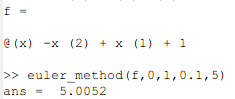 f =
@(x) -x (2) + x (1) + 1
>> euler_method(f,0,1,0.1,5)
ans =  5.0052